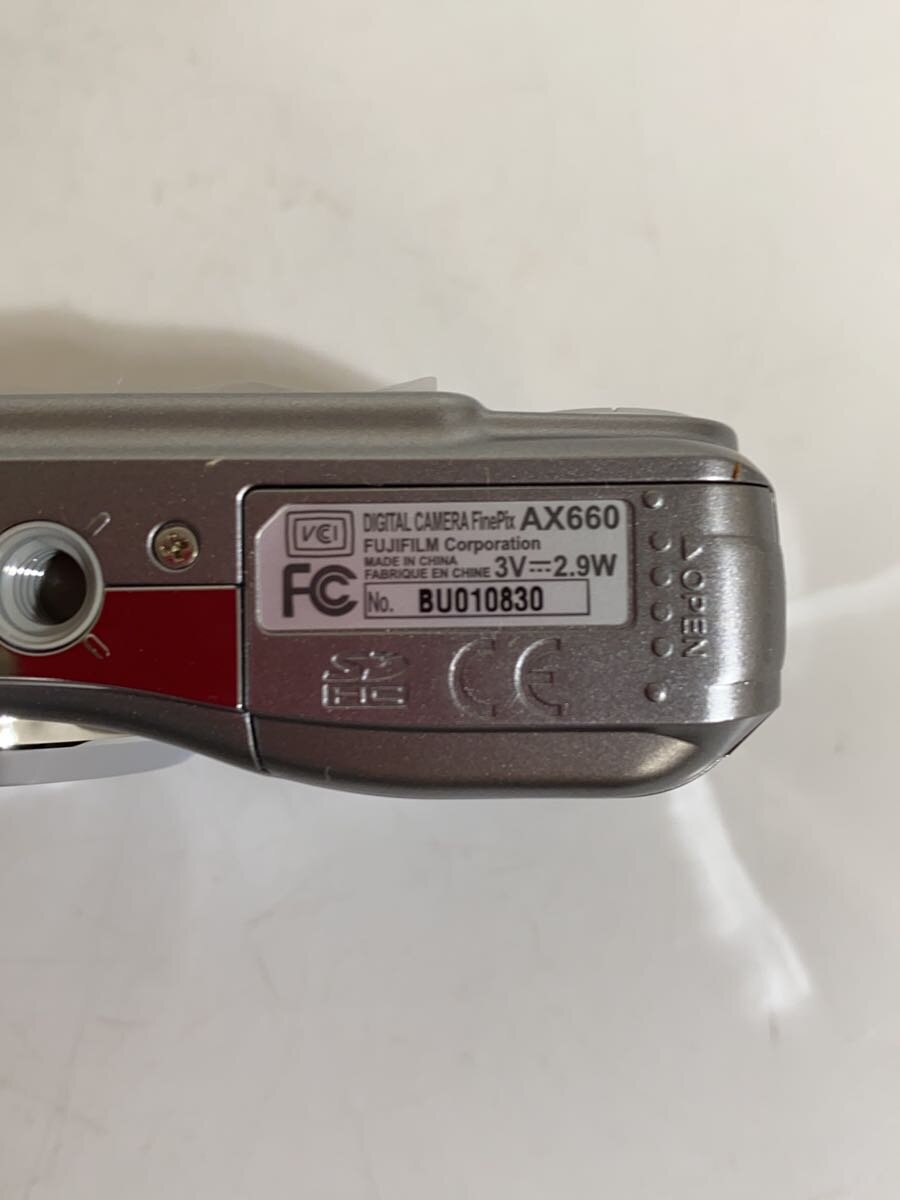 VCCI
DIGITAL CAMERA FinePix AX660
FUJIFILM Corporation
MADE IN CHINA
FABRIQUE EN CHINE 3V⎓2.9W
FC
No. BU010830
OPEN
SD
HC
CE